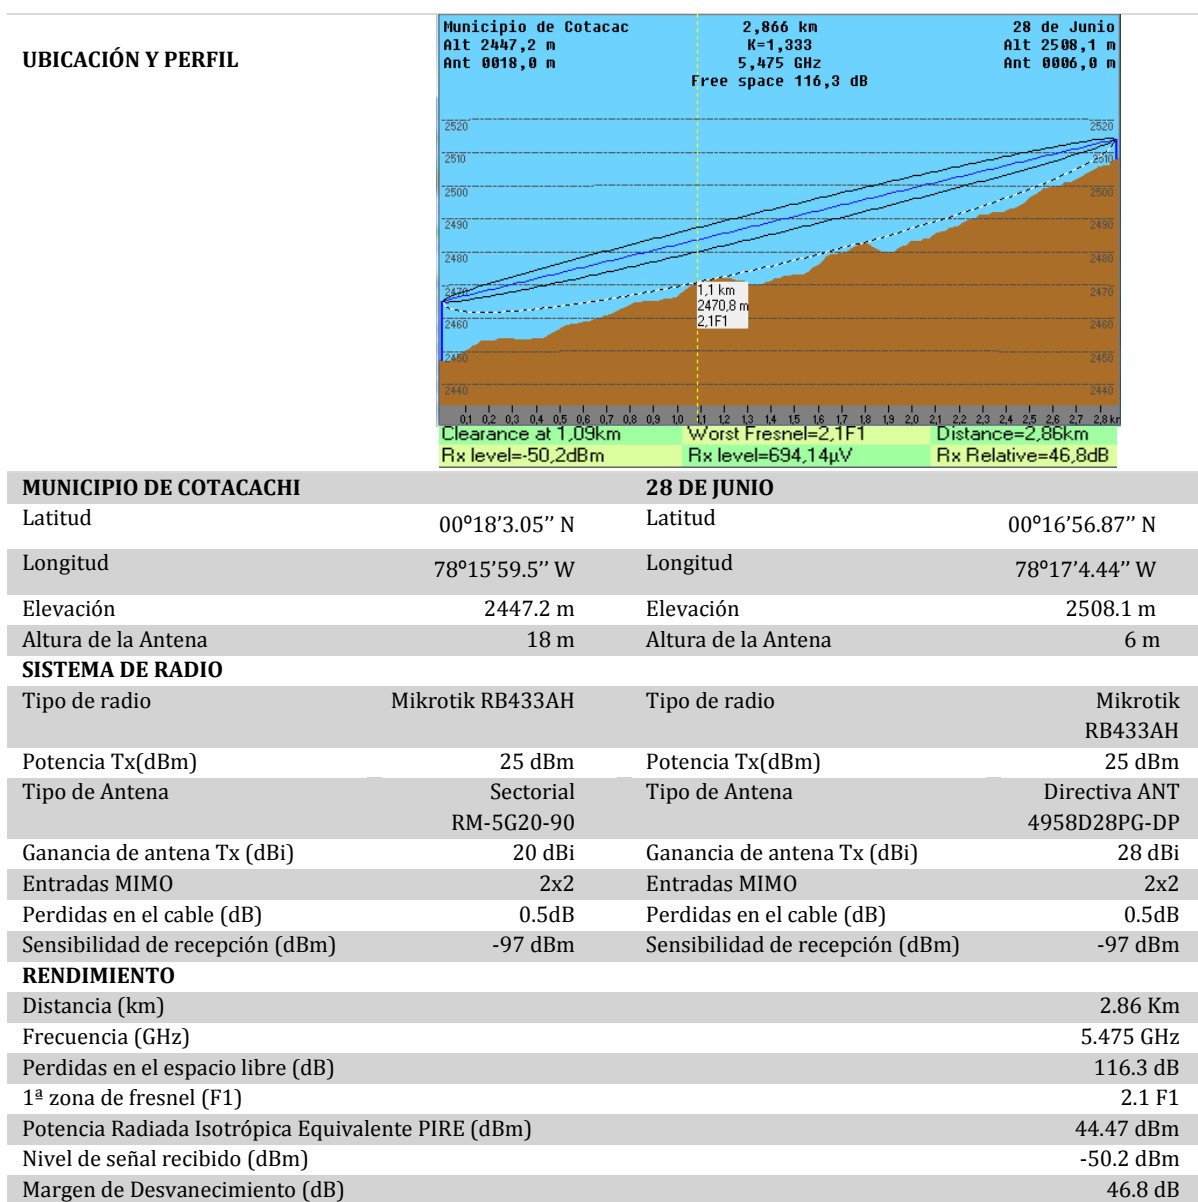 UBICACIÓN Y PERFIL
Municipio de Cotacac 2,866 km 28 de Junio
Alt 2447,2 m K=1,333 Alt 2508,1 m
Ant 0018,0 m 5,475 GHz Ant 0006,0 m
Free space 116,3 dB
2520 2520
2510 2510
2500 2500
2490 2490
2480 2480
2470 2470
2460 2460
2450 2450
2440 2440
1,1 km
2470,8 m
2,1F1
0,1 0,2 0,3 0,4 0,5 0,6 0,7 0,8 0,9 1,0 1,1 1,2 1,3 1,4 1,5 1,6 1,7 1,8 1,9 2,0 2,1 2,2 2,3 2,4 2,5 2,6 2,7 2,8 kr
Clearance at 1,09km Worst Fresnel=2,1F1 Distance=2,86km
Rx level=-50,2dBm Rx level=694,14µV Rx Relative=46,8dB
MUNICIPIO DE COTACACHI 28 DE JUNIO
Latitud 00º18’3.05’’ N Latitud 00º16’56.87’’ N
Longitud 78º15’59.5’’ W Longitud 78º17’4.44’’ W
Elevación 2447.2 m Elevación 2508.1 m
Altura de la Antena 18 m Altura de la Antena 6 m
SISTEMA DE RADIO
Tipo de radio Mikrotik RB433AH Tipo de radio Mikrotik
RB433AH
Potencia Tx(dBm) 25 dBm Potencia Tx(dBm) 25 dBm
Tipo de Antena Sectorial Tipo de Antena Directiva ANT
RM-5G20-90 4958D28PG-DP
Ganancia de antena Tx (dBi) 20 dBi Ganancia de antena Tx (dBi) 28 dBi
Entradas MIMO 2x2 Entradas MIMO 2x2
Perdidas en el cable (dB) 0.5dB Perdidas en el cable (dB) 0.5dB
Sensibilidad de recepción (dBm) -97 dBm Sensibilidad de recepción (dBm) -97 dBm
RENDIMIENTO
Distancia (km) 2.86 Km
Frecuencia (GHz) 5.475 GHz
Perdidas en el espacio libre (dB) 116.3 dB
1ª zona de fresnel (F1) 2.1 F1
Potencia Radiada Isotrópica Equivalente PIRE (dBm) 44.47 dBm
Nivel de señal recibido (dBm) -50.2 dBm
Margen de Desvanecimiento (dB) 46.8 dB